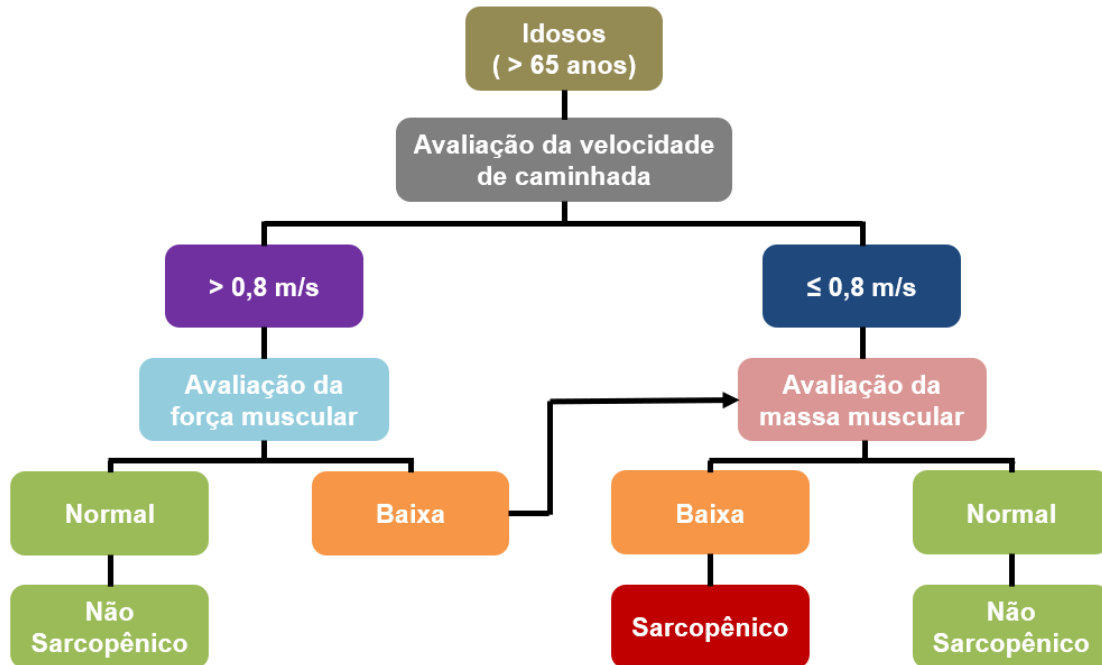 Idosos
( > 65 anos)
Avaliação da velocidade
de caminhada
> 0,8 m/s
≤ 0,8 m/s
Avaliação da
força muscular
Avaliação da
massa muscular
Normal
Baixa
Baixa
Normal
Não
Sarcopênico
Sarcopênico
Não
Sarcopênico